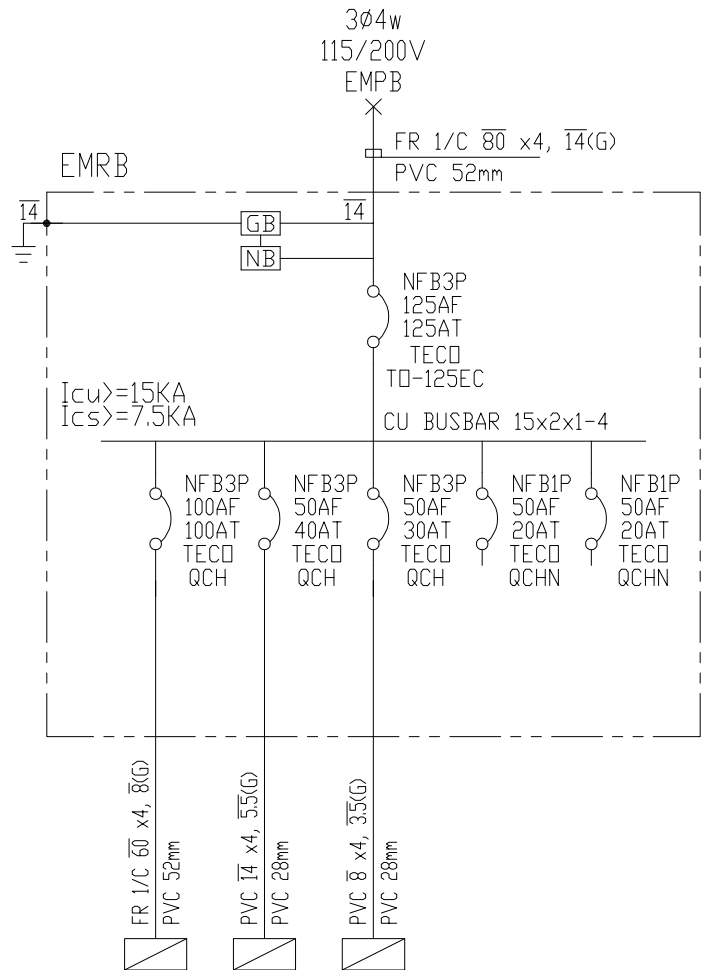 3Ø4w
115/200V
EMPB
FR 1/C 80 x4, 14(G)
PVC 52mm
EMRB
14
GB
14
NB
NFB3P
125AF
125AT
TECO
TO-125EC
Icu>=15KA
Ics>=7.5KA
CU BUSBAR 15x2x1-4
NFB3P
100AF
100AT
TECO
QCH
NFB3P
50AF
40AT
TECO
QCH
NFB3P
50AF
30AT
TECO
QCH
NFB1P
50AF
20AT
TECO
QCHN
NFB1P
50AF
20AT
TECO
QCHN
FR 1/C 60 x4, 8(G)
PVC 52mm
PVC 14 x4, 5.5(G)
PVC 28mm
PVC 8 x4, 3.5(G)
PVC 28mm